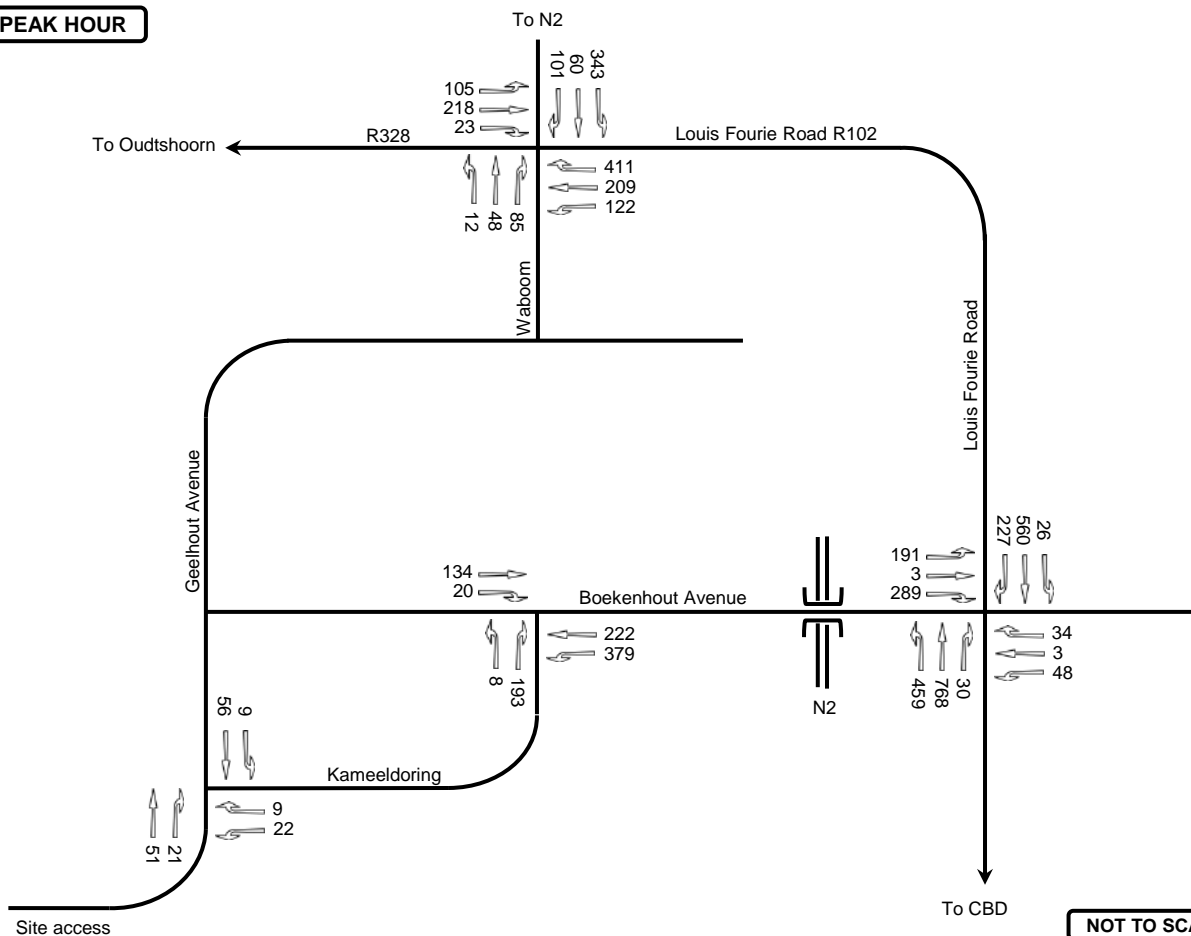 PEAK HOUR
To N2
101 60 343
105
218
23
To Oudtshoorn
R328
Louis Fourie Road R102
411
209
122
12 48 85
Waboom
Louis Fourie Road
Geelhout Avenue
227 560 26
191
3
289
134
20
Boekenhout Avenue
222
379
34
3
48
8 193
459 768 30
N2
56 9
Kameeldoring
9
22
51 21
To CBD
Site access
NOT TO SCA